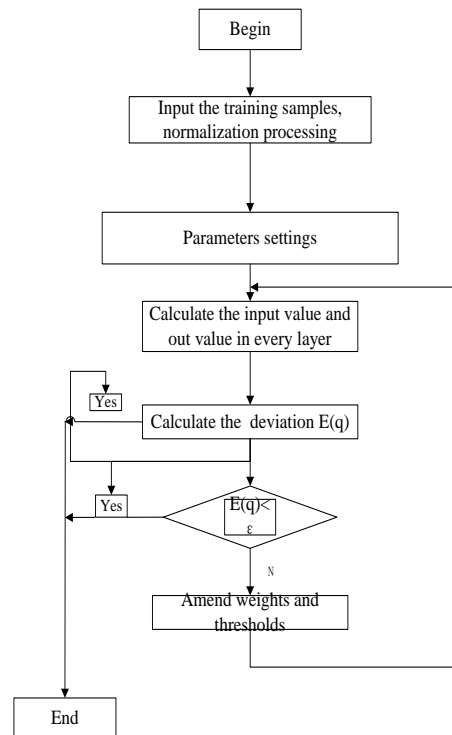 Begin
Input the training samples,
normalization processing
Parameters settings
Calculate the input value and
out value in every layer
Yes
Calculate the deviation E(q)
Yes
E(q)<
ε
N
Amend weights and
thresholds
End